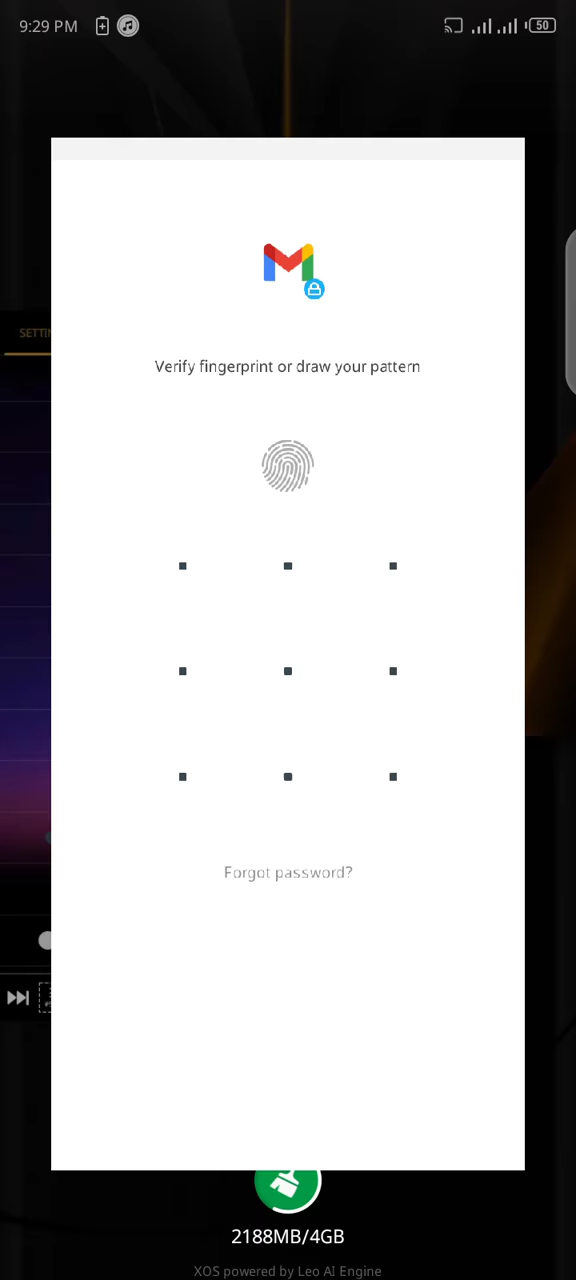 9:29 PM
50
SETTIN
Verify fingerprint or draw your pattern
Forgot password?
2188MB/4GB
XOS powered by Leo AI Engine